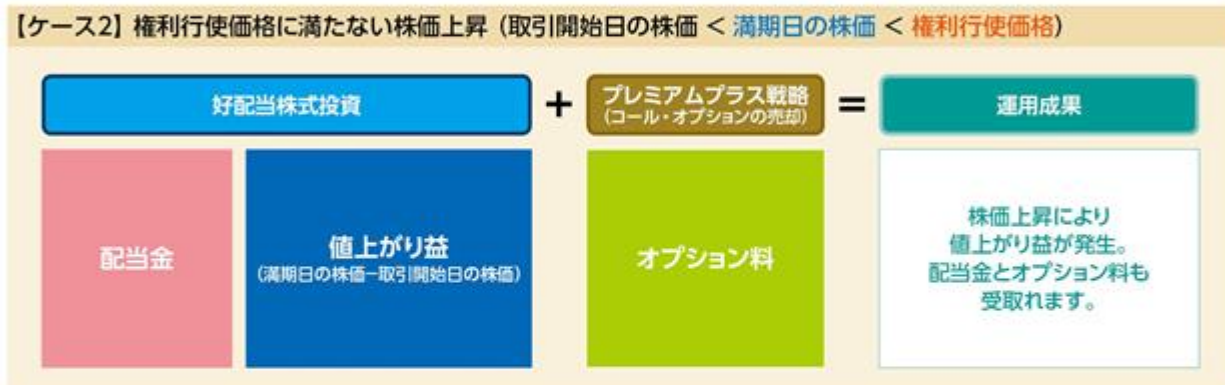 【ケース2】権利行使価格に満たない株価上昇（取引開始日の株価 < 満期日の株価 < 権利行使価格）
好配当株式投資
+
プレミアムプラス戦略
（コール・オプションの売却）
=
運用成果
配当金
値上がり益
（満期日の株価−取引開始日の株価）
オプション料
株価上昇により
値上がり益が発生。
配当金とオプション料も
受取れます。